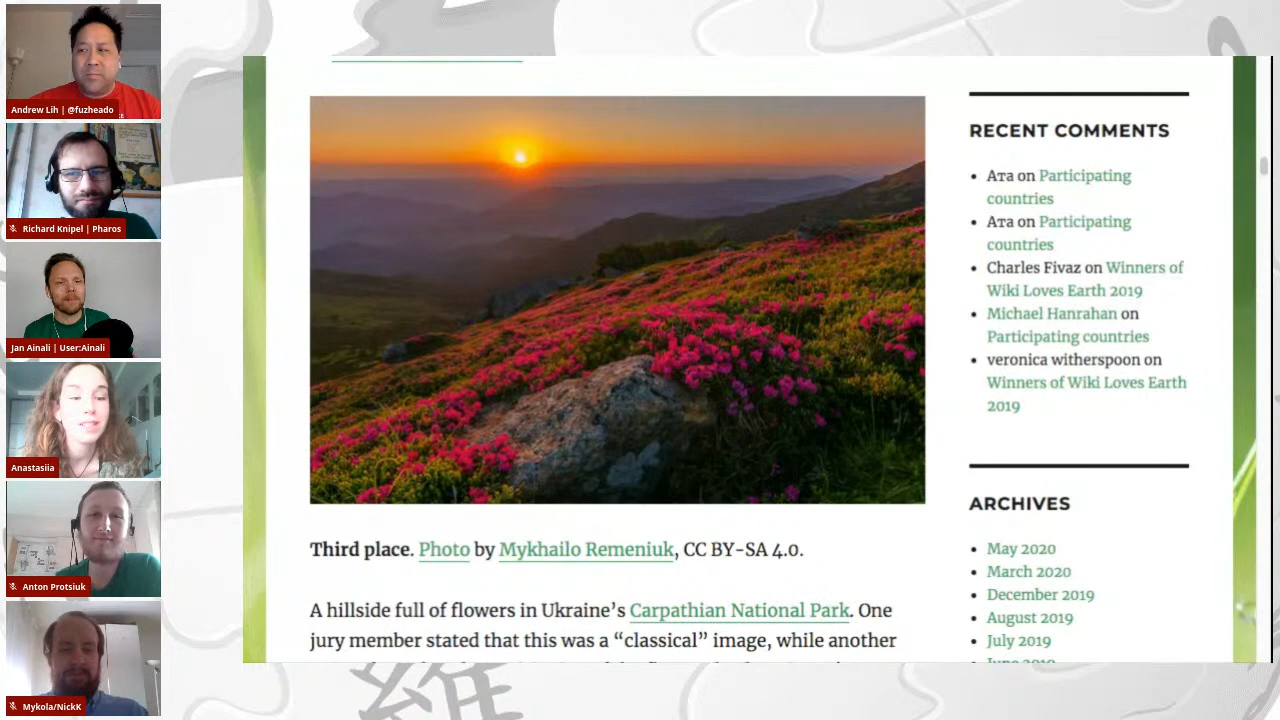 Andrew Lih | @fuzheado
Richard Knipel | Pharos
Jan Ainali | User:Ainali
Anastasiia
Anton Protsiuk
Mykola/NickK
Third place. Photo by Mykhailo Remeniuk, CC BY-SA 4.0.
A hillside full of flowers in Ukraine’s Carpathian National Park. One
jury member stated that this was a “classical” image, while another
RECENT COMMENTS
Ата on Participating
countries
Ата on Participating
countries
Charles Fivaz on Winners of
Wiki Loves Earth 2019
Michael Hanrahan on
Participating countries
veronica witherspoon on
Winners of Wiki Loves Earth
2019
ARCHIVES
May 2020
March 2020
December 2019
August 2019
July 2019
June 2019
維